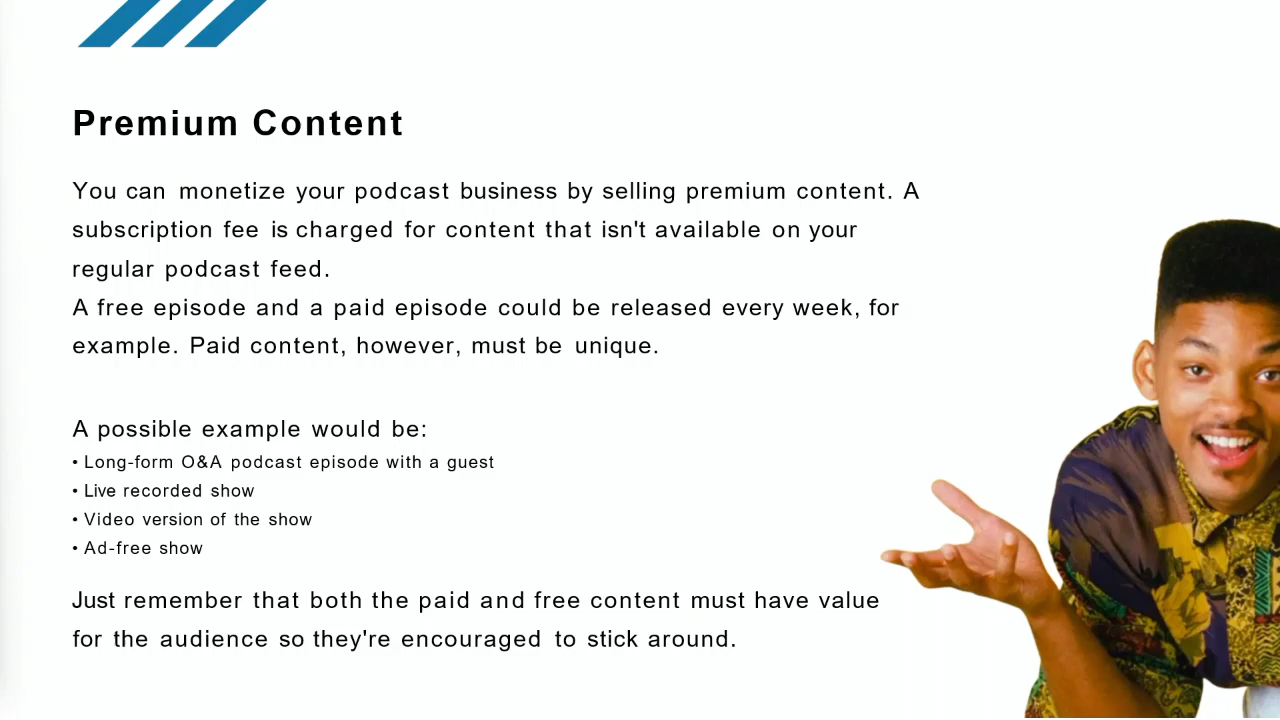 Premium Content
You can monetize your podcast business by selling premium content. A
subscription fee is charged for content that isn't available on your
regular podcast feed.
A free episode and a paid episode could be released every week, for
example. Paid content, however, must be unique.
A possible example would be:
• Long-form O&A podcast episode with a guest
• Live recorded show
• Video version of the show
• Ad-free show
Just remember that both the paid and free content must have value
for the audience so they're encouraged to stick around.